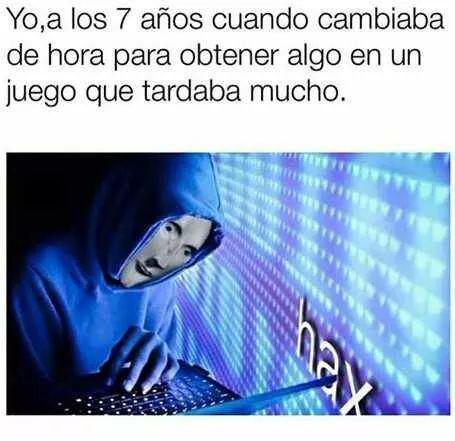 Yo,a los 7 años cuando cambiaba
de hora para obtener algo en un
juego que tardaba mucho.
hax